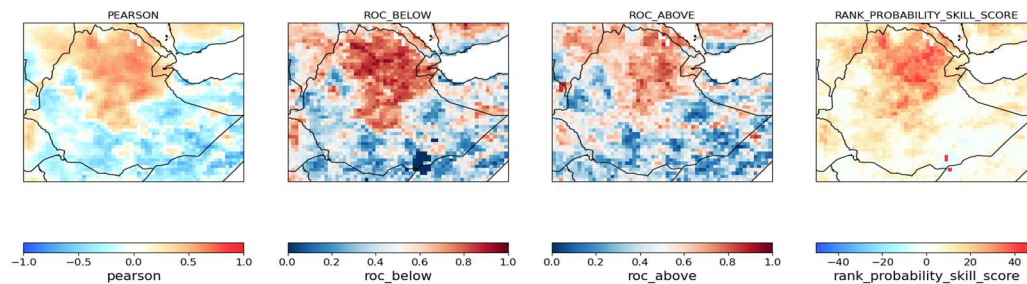 PEARSON
ROC_BELOW
ROC_ABOVE
RANK_PROBABILITY_SKILL_SCORE
−1.0 −0.5 0.0 0.5 1.0
pearson
0.0 0.2 0.4 0.6 0.8 1.0
roc_below
0.0 0.2 0.4 0.6 0.8 1.0
roc_above
−40 −20 0 20 40
rank_probability_skill_score